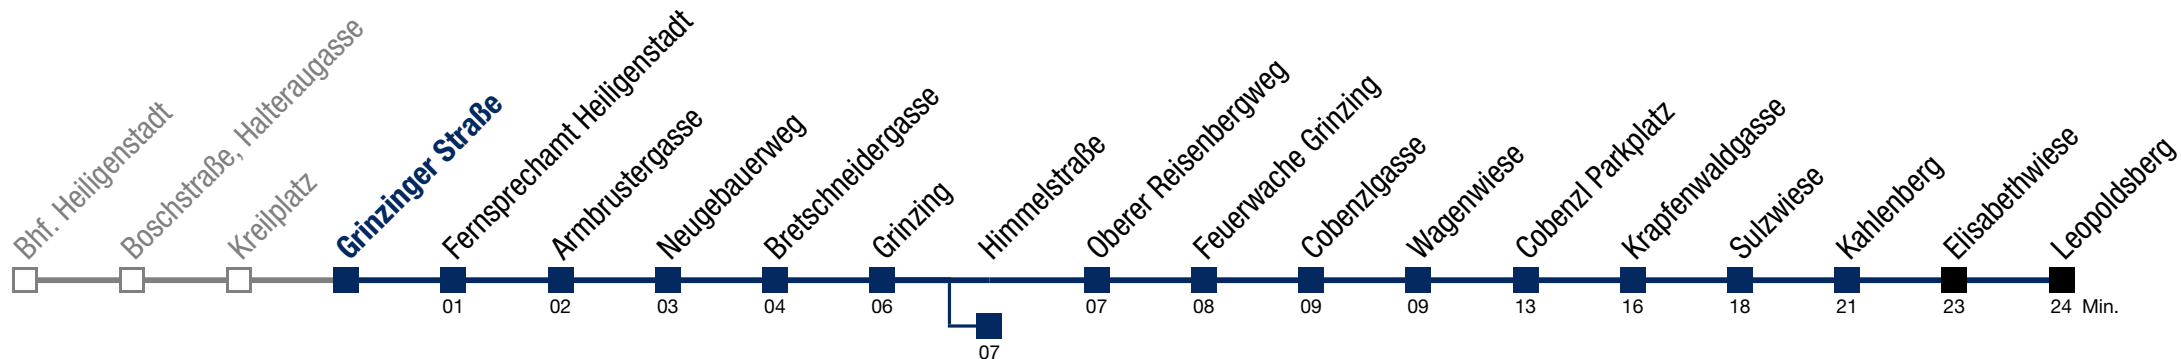 Bhf. Heiligenstadt
Boschstraße, Halteraugasse
Kreilplatz
Grinzinger Straße
Fernsprechamt Heiligenstadt
Armbrustergasse
Neugebauerweg
Bretschneidergasse
Grinzing
Himmelstraße
Oberer Reisenbergweg
Feuerwache Grinzing
Cobenzlgasse
Wagenwiese
Cobenzl Parkplatz
Krapfenwaldgasse
Sulzwiese
Kahlenberg
Elisabethwiese
Leopoldsberg
01 02 03 04 06 07 08 09 09 13 16 18 21 23 24 Min.
07